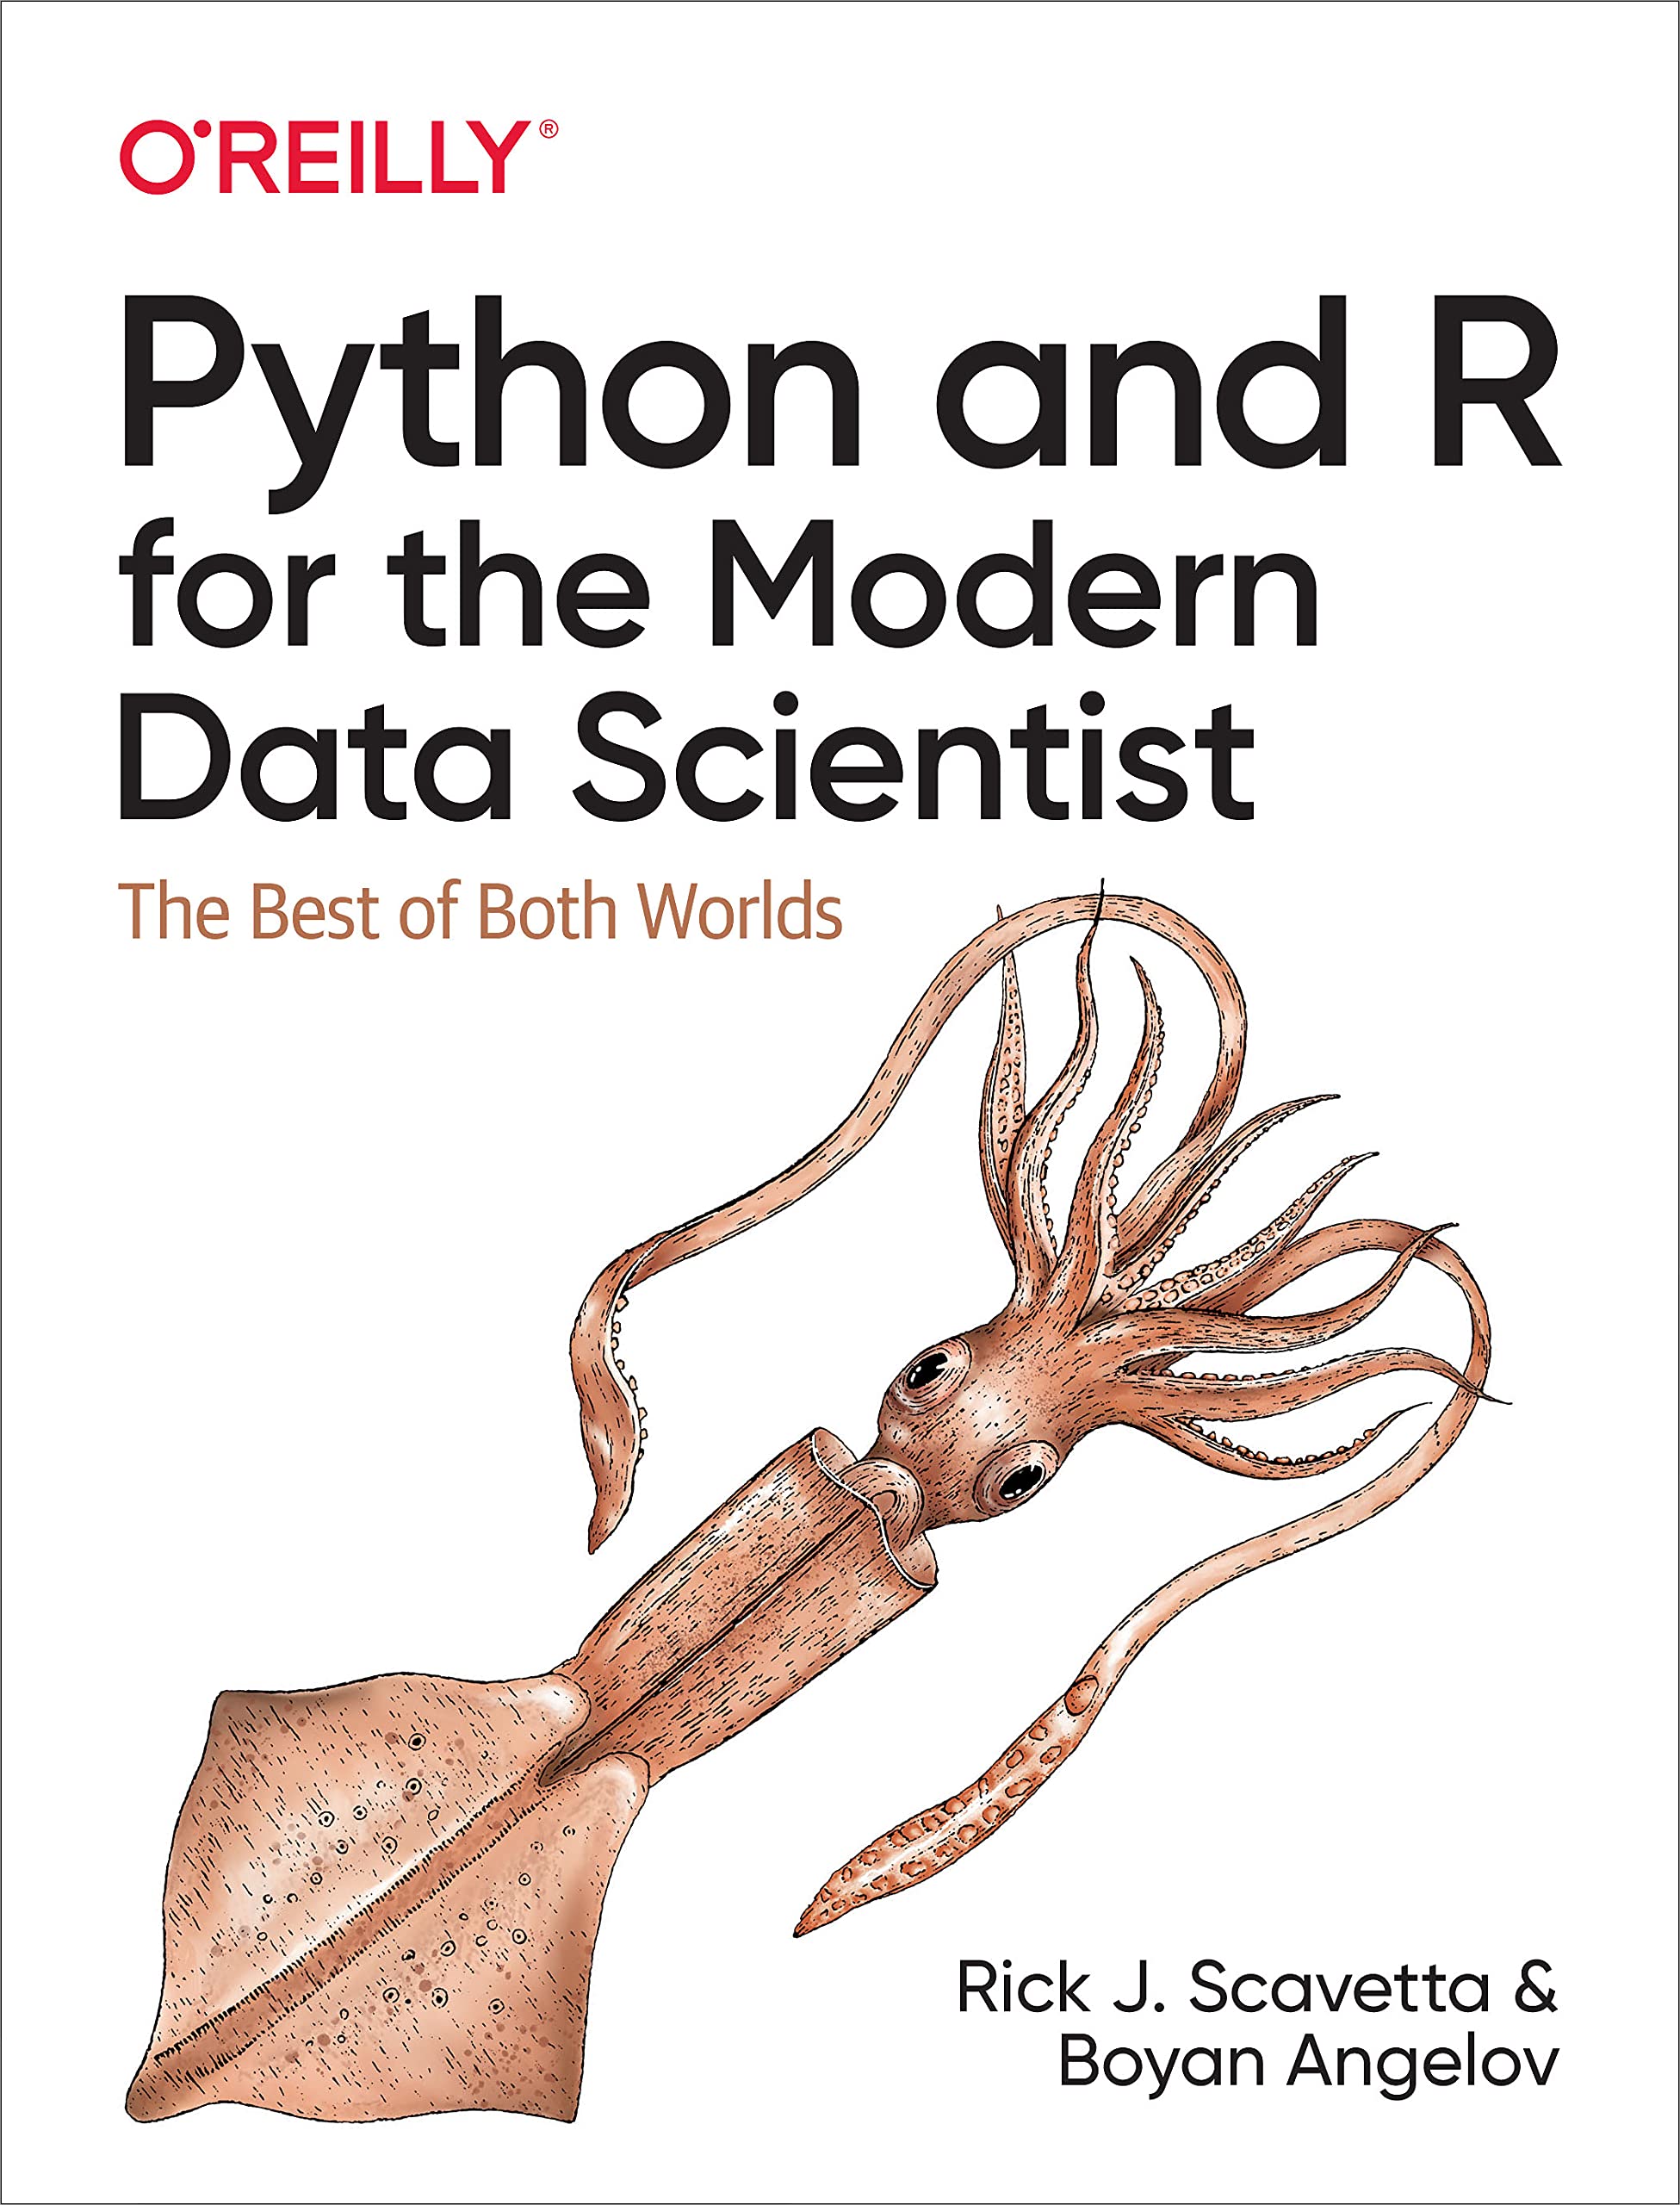 O'REILLY®
Python and R
for the Modern
Data Scientist
The Best of Both Worlds
Rick J. Scavetta &
Boyan Angelov